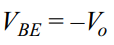 V_BE = –V_o